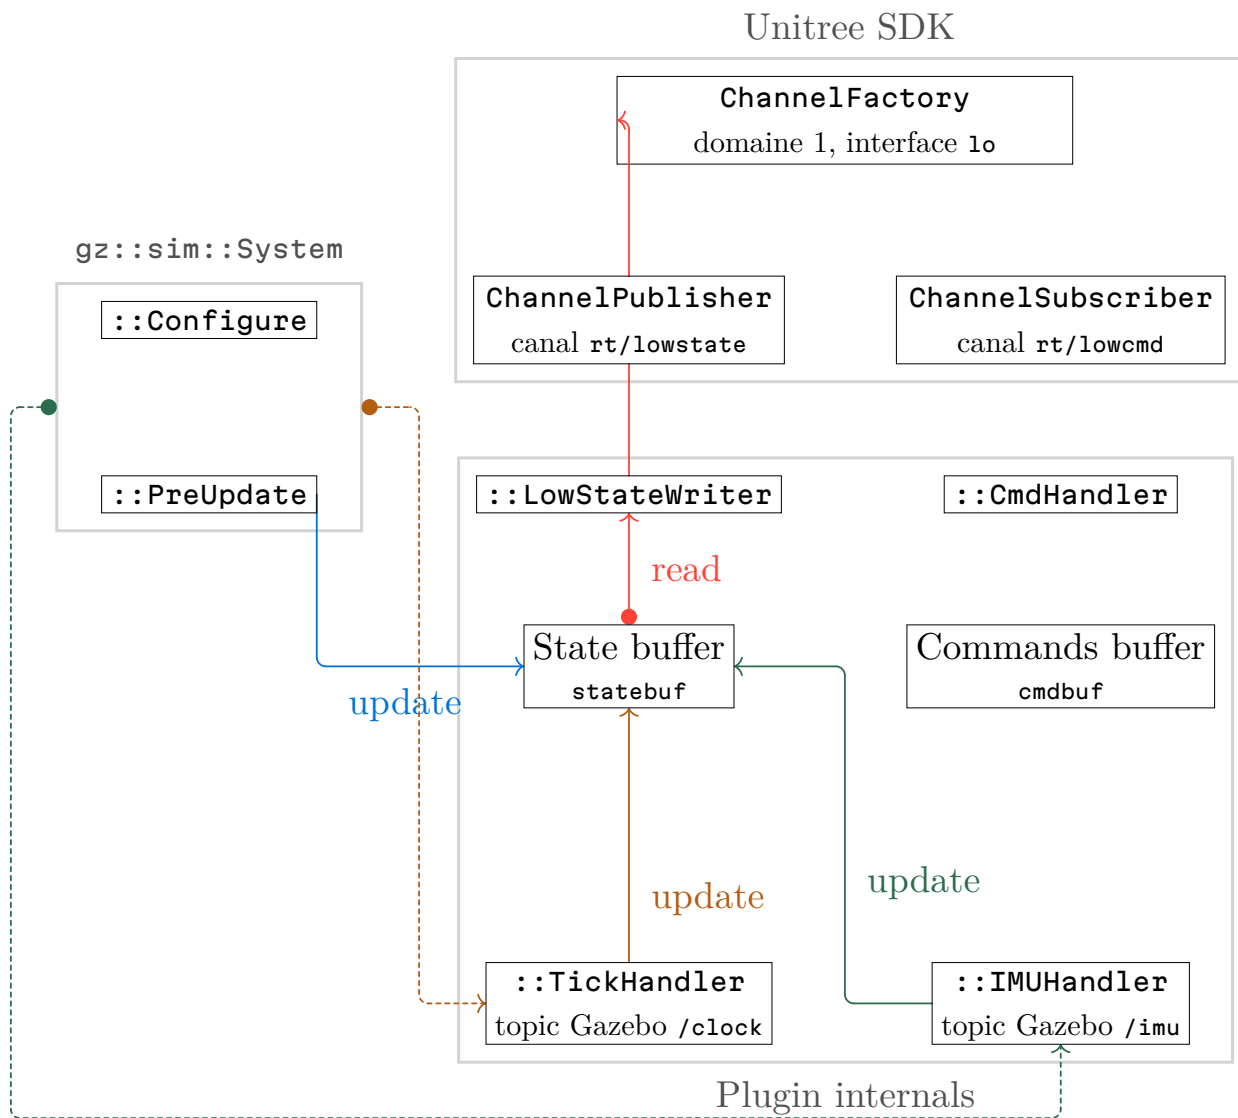 Unitree SDK
ChannelFactory
domaine 1, interface lo
gz::sim::System
ChannelPublisher
canal rt/lowstate
ChannelSubscriber
canal rt/lowcmd
::Configure
::PreUpdate
::LowStateWriter
::CmdHandler
read
State buffer
statebuf
Commands buffer
cmdbuf
update
update
update
::TickHandler
topic Gazebo /clock
::IMUHandler
topic Gazebo /imu
Plugin internals